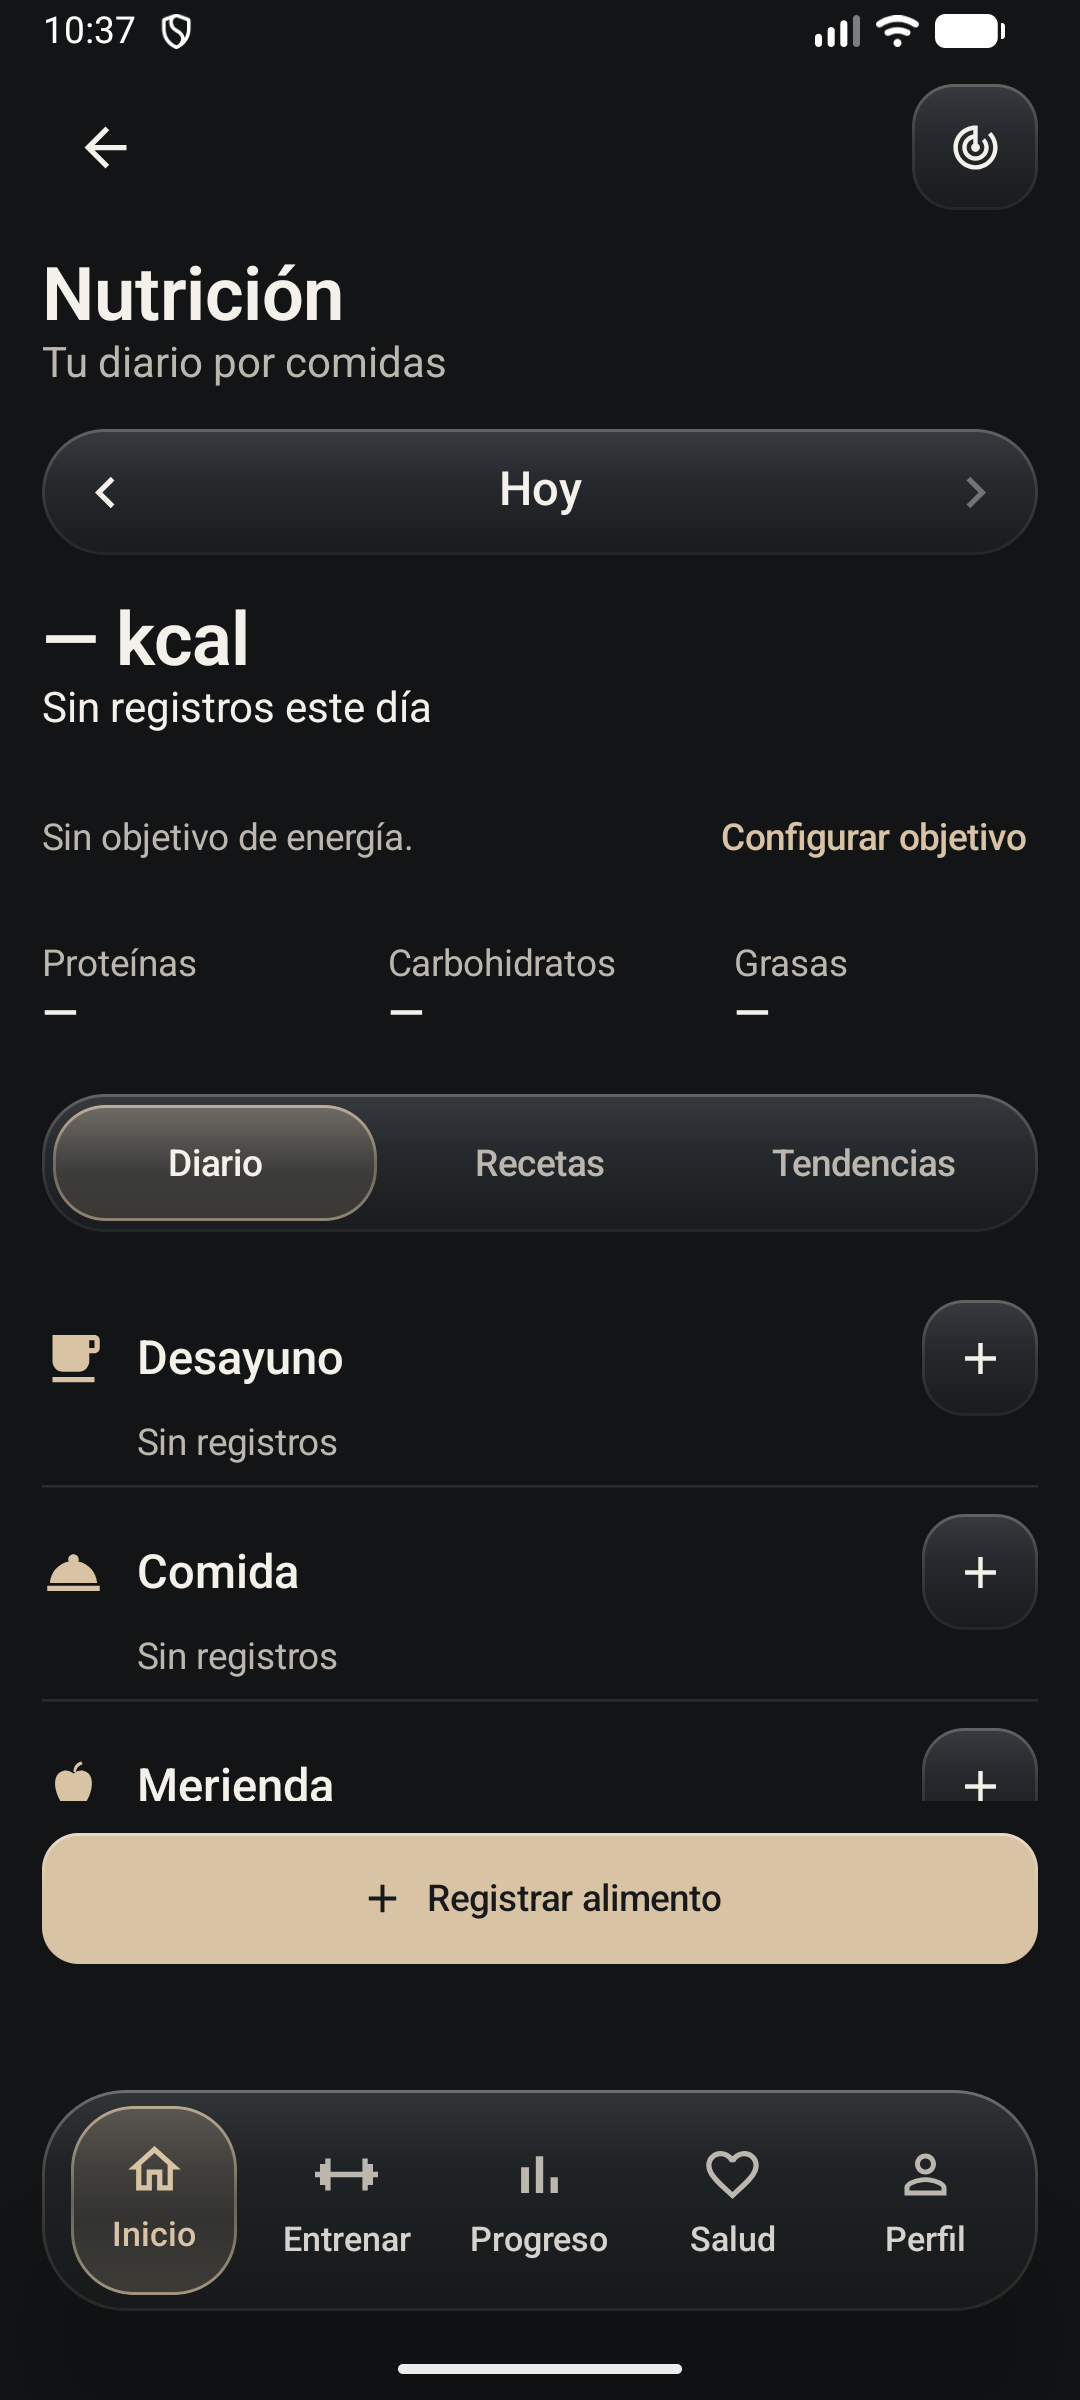 10:37
Nutrición
Tu diario por comidas
Hoy
— kcal
Sin registros este día
Sin objetivo de energía.
Configurar objetivo
Proteínas
Carbohidratos
Grasas
—
—
—
Diario
Recetas
Tendencias
Desayuno
Sin registros
Comida
Sin registros
Merienda
Registrar alimento
Inicio
Entrenar
Progreso
Salud
Perfil